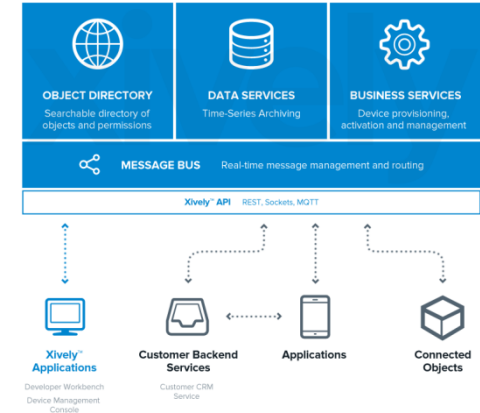 xively
OBJECT DIRECTORY
Searchable directory of
objects and permissions
DATA SERVICES
Time-Series Archiving
BUSINESS SERVICES
Device provisioning,
activation and management
MESSAGE BUS Real-time message management and routing
Xively™ API REST, Sockets, MQTT
Xively™
Applications
Developer Workbench
Device Management
Console
Customer Backend
Services
Customer CRM
Service
Applications
Connected
Objects